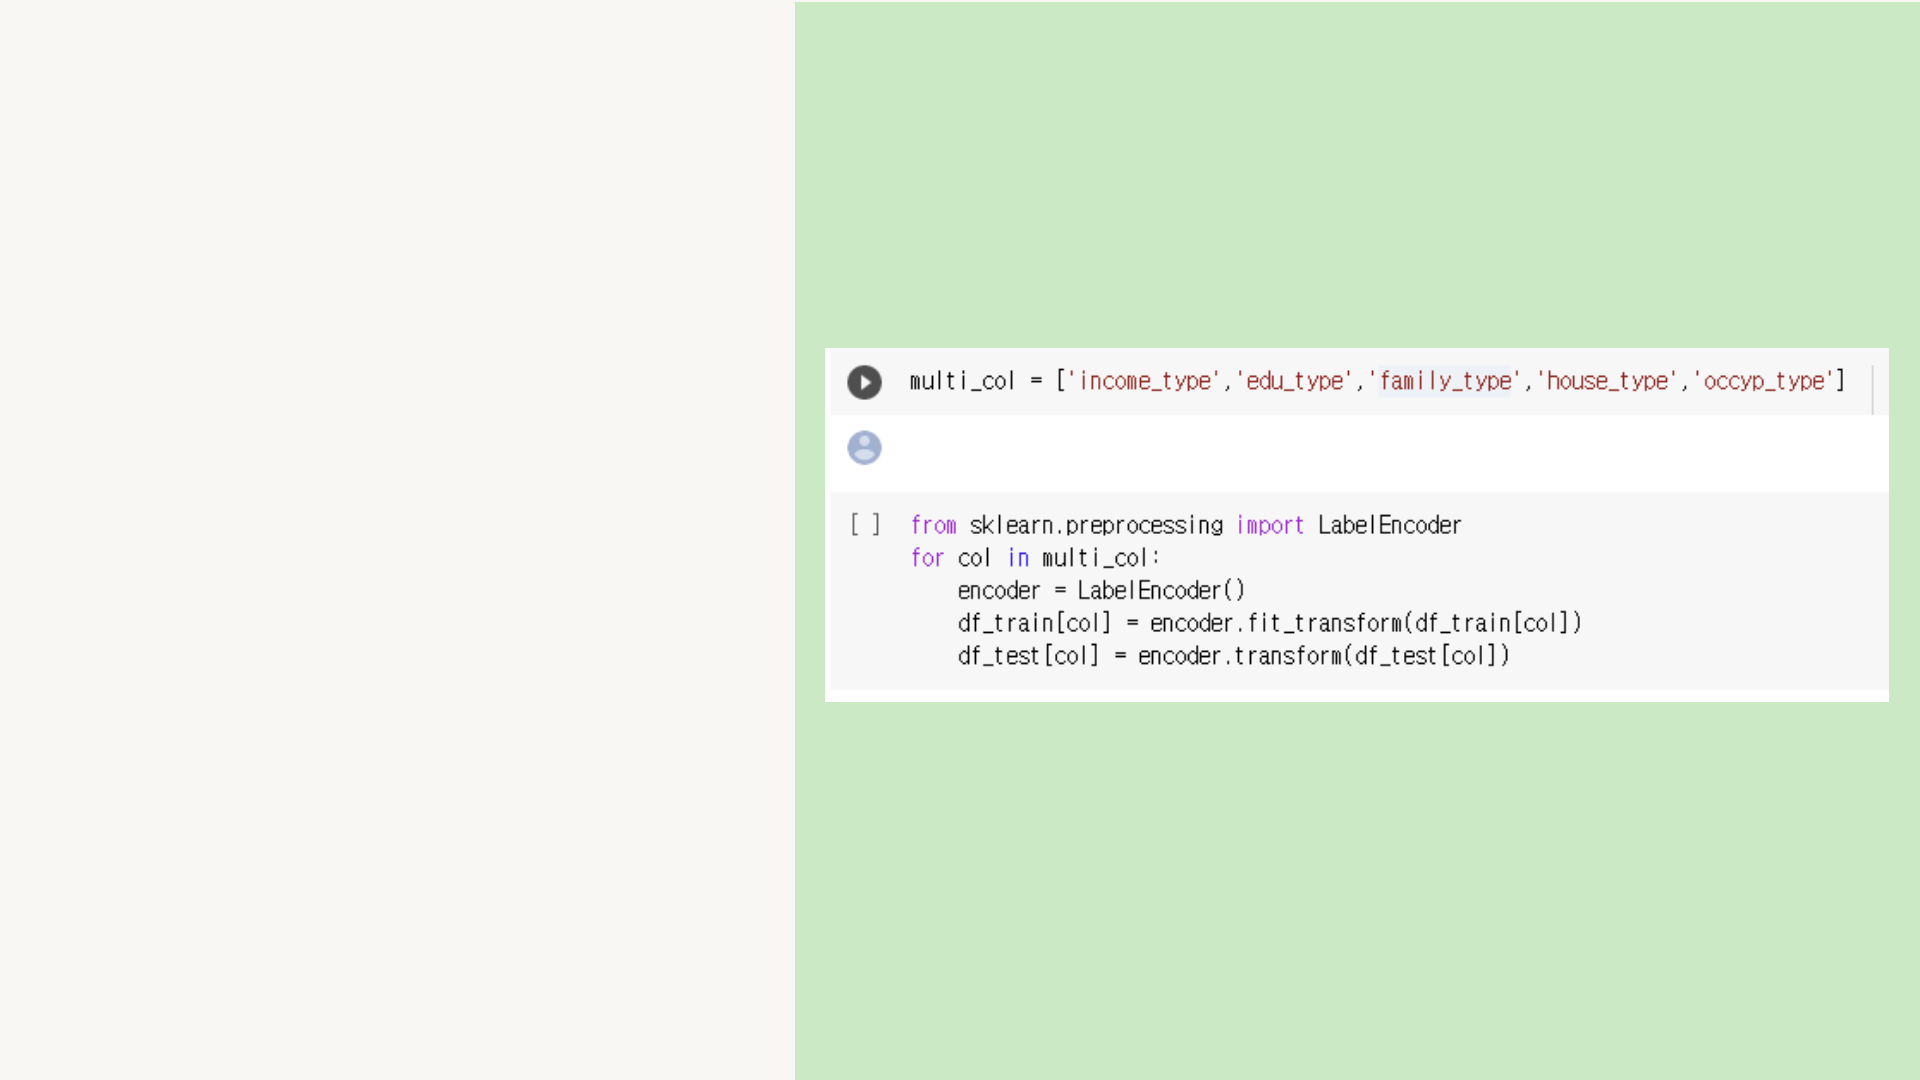 multi_col = ['income_type','edu_type','family_type','house_type','occyp_type']
[ ] from sklearn.preprocessing import LabelEncoder
for col in multi_col:
    encoder = LabelEncoder()
    df_train[col] = encoder.fit_transform(df_train[col])
    df_test[col] = encoder.transform(df_test[col])